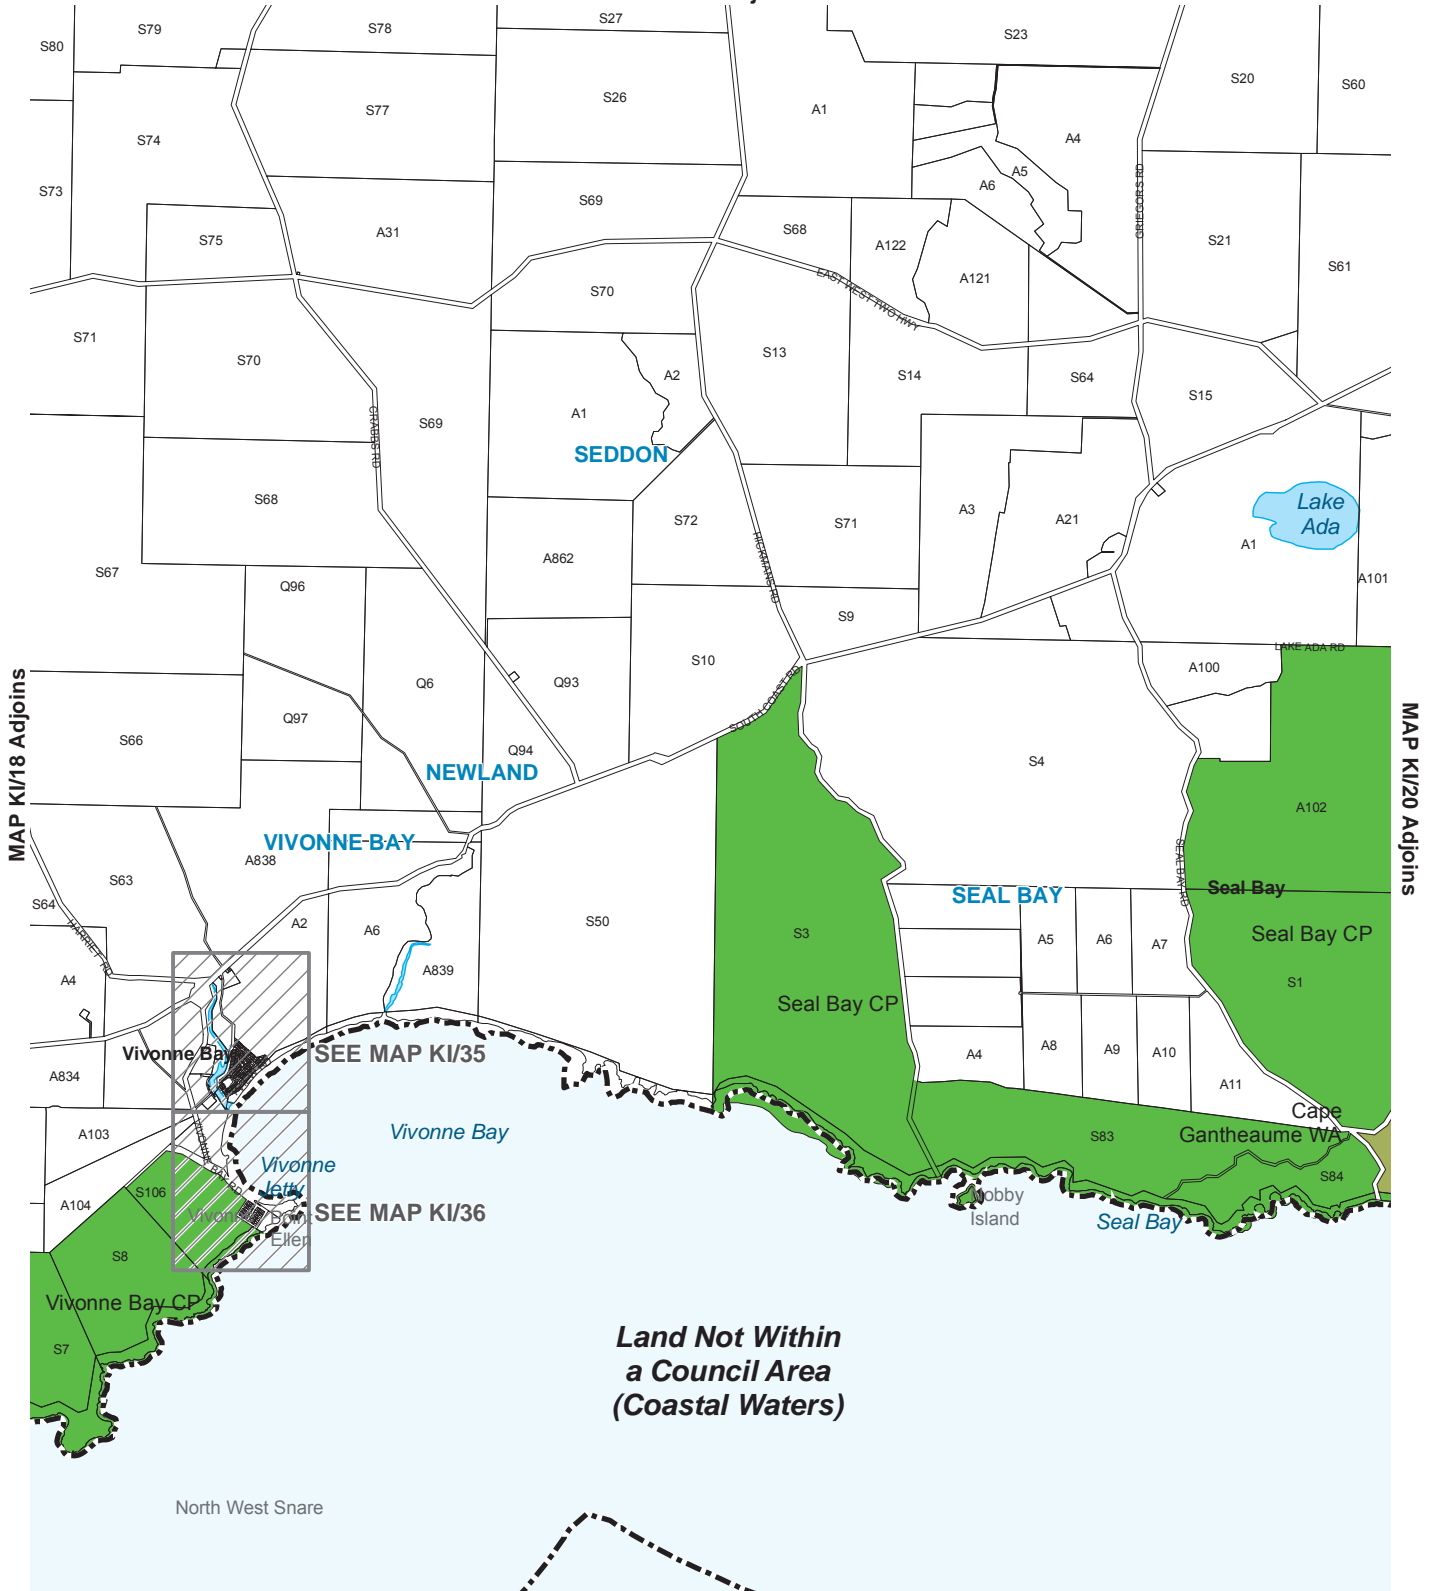 S27
S79
S78
S80
S23
S20
S60
S26
S77
A1
S74
A4
A5
A6
S73
S69
GRIEGORS RD
S75
A31
S68
A122
S21
A121
S61
EAST WEST TWO HWY
S70
S71
S70
S13
A2
S14
S64
S15
A1
S69
CRABBS RD
SEDDON
S68
Lake
Ada
A3
A21
S72
S71
A1
HICKMANS RD
A862
S67
Q96
A101
S9
LAKE ADA RD
A100
S10
Q93
Q6
MAP KI/18 Adjoins
MAP KI/20 Adjoins
SOUTH COAST RD
Q97
S66
Q94
S4
NEWLAND
A102
VIVONNE BAY
A838
SEAL BAY RD
S63
Seal Bay
SEAL BAY
S64
A2
A6
S50
S3
A5
A6
A7
Seal Bay CP
HARRIET RD
A4
A839
S1
Seal Bay CP
Vivonne Bay
SEE MAP KI/35
A4
A8
A9
A10
A834
A11
Cape
Gantheaume WA
A103
Vivonne Bay
S83
VIVONNE BAY RD
Vivonne
Jetty
S84
S106
A104
Nobby
Island
Seal Bay
SEE MAP KI/36
Point
Ellen
S8
Vivonne Bay CP
S7
Land Not Within
a Council Area
(Coastal Waters)
North West Snare